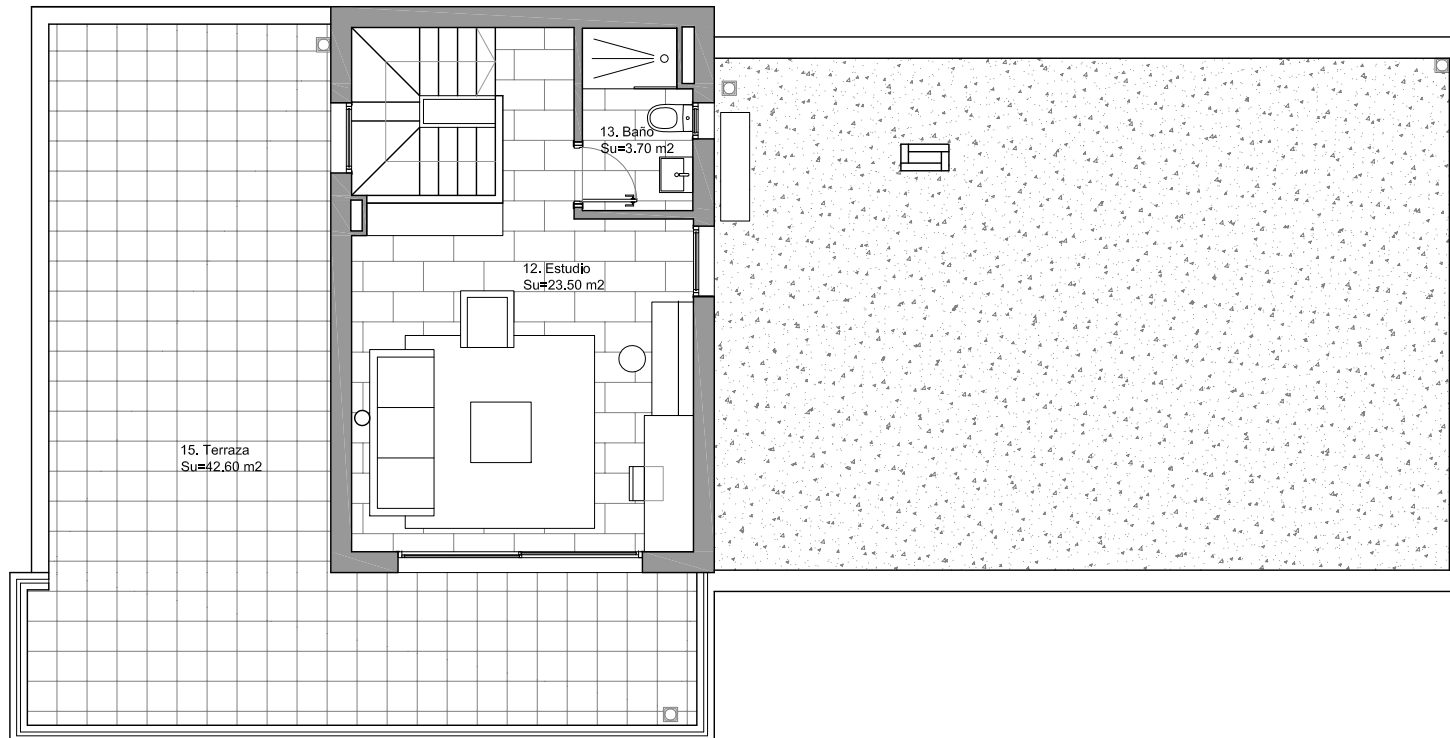 13. Baño
Su=3.70 m2
12. Estudio
Su=23.50 m2
15. Terraza
Su=42.60 m2